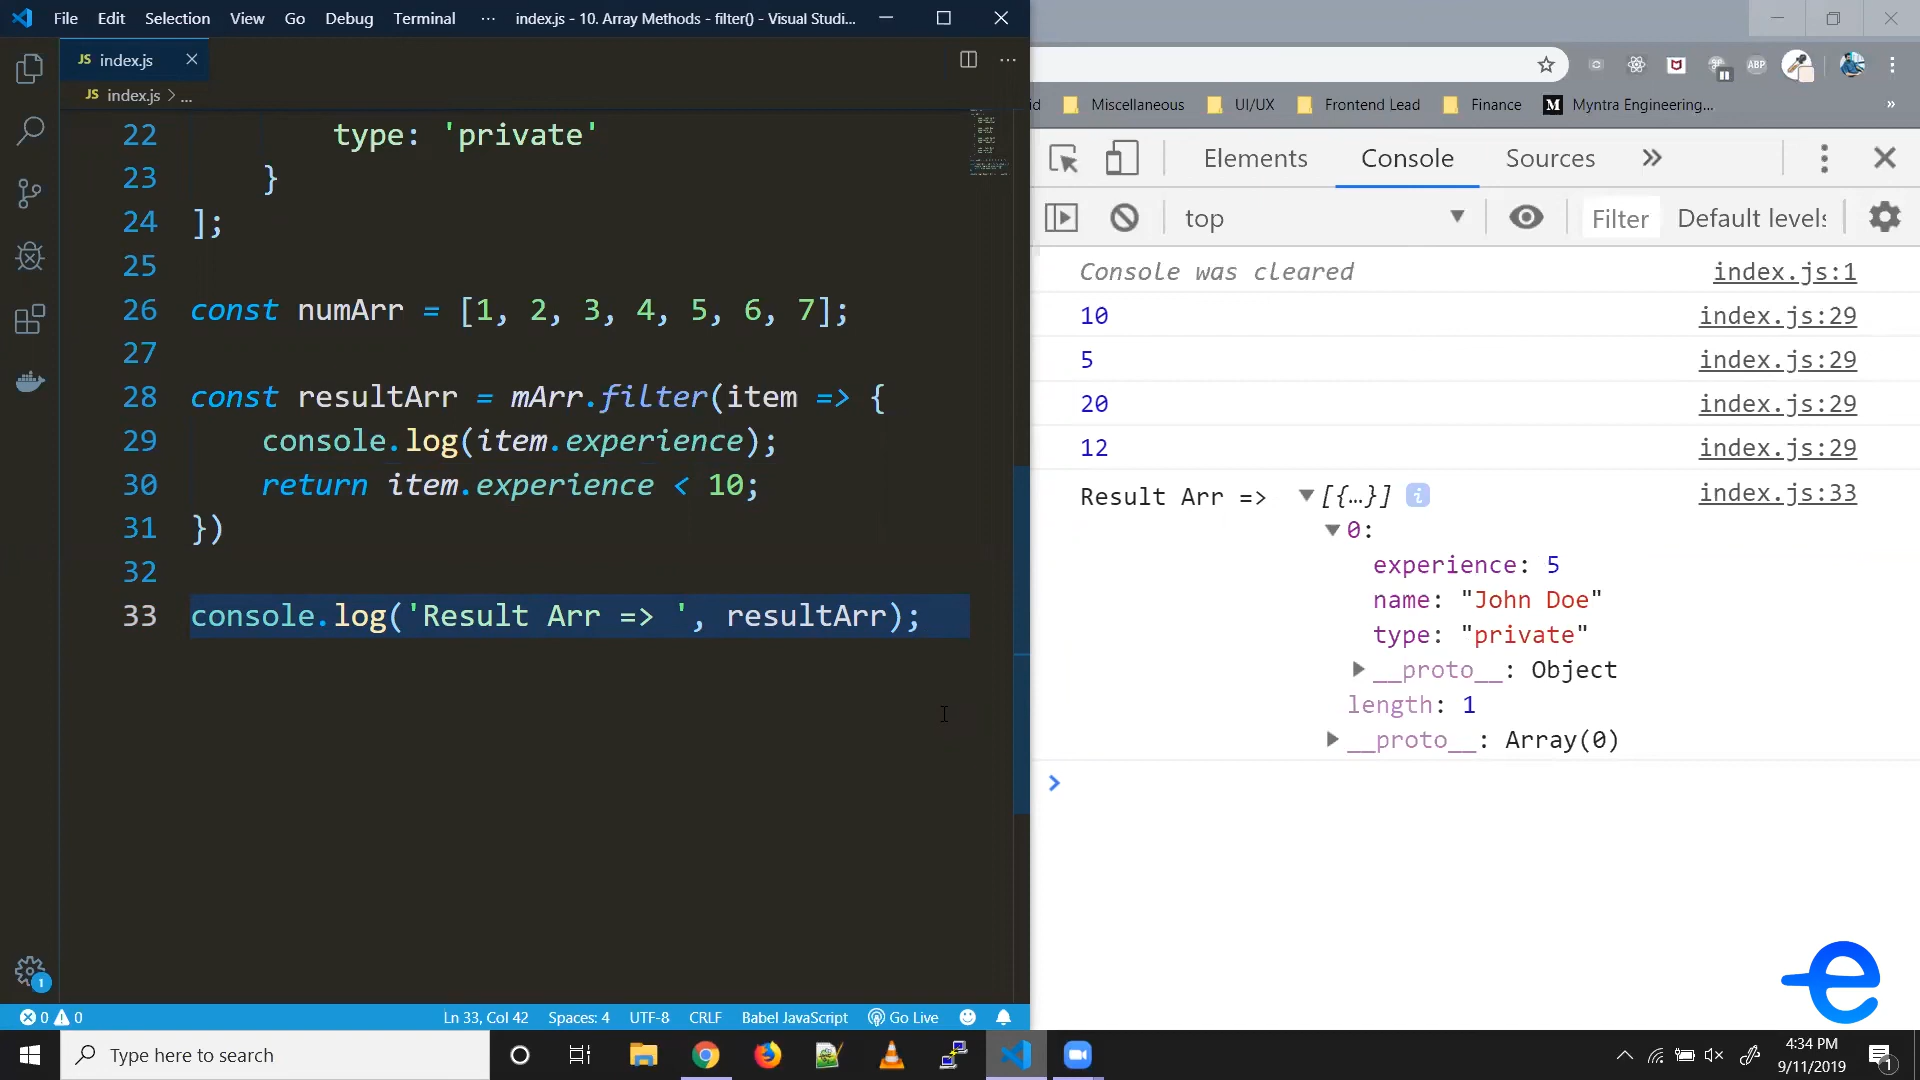 File Edit Selection View Go Debug Terminal ··· index.js - 10. Array Methods - filter() - Visual Studi...
JS index.js
JS index.js > ...
22 type: 'private'
23 }
24 ];
25
26 const numArr = [1, 2, 3, 4, 5, 6, 7];
27
28 const resultArr = mArr.filter(item => {
29 console.log(item.experience);
30 return item.experience < 10;
31 })
32
33 console.log('Result Arr => ', resultArr);
1
0 0 Ln 33, Col 42 Spaces: 4 UTF-8 CRLF Babel JavaScript Go Live
ABP
id Miscellaneous UI/UX Frontend Lead Finance M Myntra Engineering... »
Elements Console Sources »
top Filter Default levels
Console was cleared index.js:1
10 index.js:29
5 index.js:29
20 index.js:29
12 index.js:29
Result Arr => ▼[{…}] i index.js:33
▼0:
experience: 5
name: "John Doe"
type: "private"
▶__proto__: Object
length: 1
▶__proto__: Array(0)
>
e
Type here to search
4:34 PM
9/11/2019
1